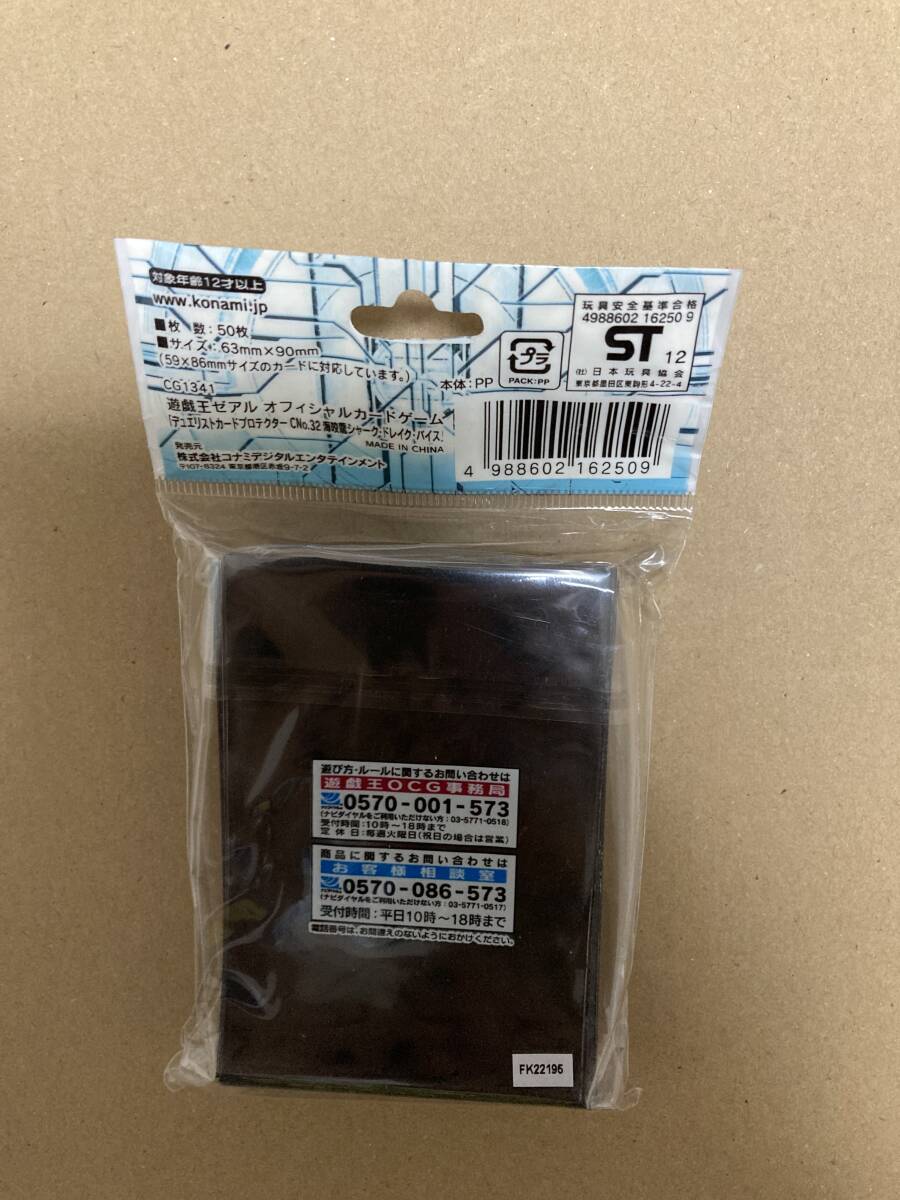 対象年齢12才以上
www.konami.jp
■枚 数:50枚
■サイズ:63mm×90mm
(59×86mmサイズのカードに対応しています。)
CG1341
本体:PP
プラ
PACK:PP
玩具安全基準合格
4988602 16250 9
ST 12
(社)日本玩具協会
東京都墨田区東駒形4-22-4
遊戯王ゼアル オフィシャルカードゲーム
「デュエリストカードプロテクター CNo.32 海咬龍シャーク・ドレイク・バイス」
MADE IN CHINA
発売元
株式会社コナミデジタルエンタテインメント
〒107-8324 東京都港区赤坂9-7-2
4 988602 162509
遊び方・ルールに関するお問い合わせは
遊戯王OCG事務局
0570-001-573
(ナビダイヤルをご利用いただけない方:03-5771-0518)
受付時間:10時～18時まで
定 休 日:毎週火曜日(祝日の場合は営業)
商品に関するお問い合わせは
お客様相談室
0570-086-573
(ナビダイヤルをご利用いただけない方:03-5771-0517)
受付時間:平日10時～18時まで
電話番号は、お間違えのないようにおかけください。
FK22195